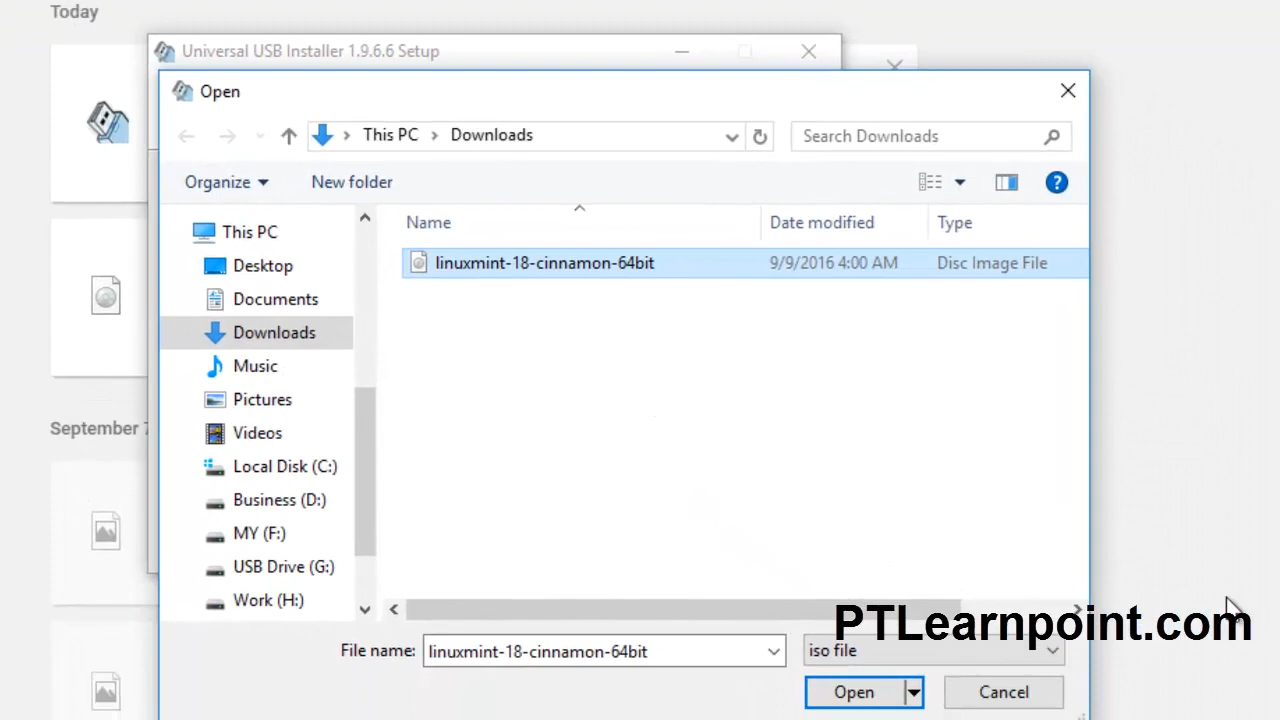 Today
Universal USB Installer 1.9.6.6 Setup
Open
This PC
Downloads
Search Downloads
Organize
New folder
Name
Date modified
Type
This PC
Desktop
Documents
Downloads
Music
Pictures
Videos
Local Disk (C:)
Business (D:)
MY (F:)
USB Drive (G:)
Work (H:)
linuxmint-18-cinnamon-64bit
9/9/2016 4:00 AM
Disc Image File
September 7
PTLearnpoint.com
File name:
linuxmint-18-cinnamon-64bit
iso file
Open
Cancel